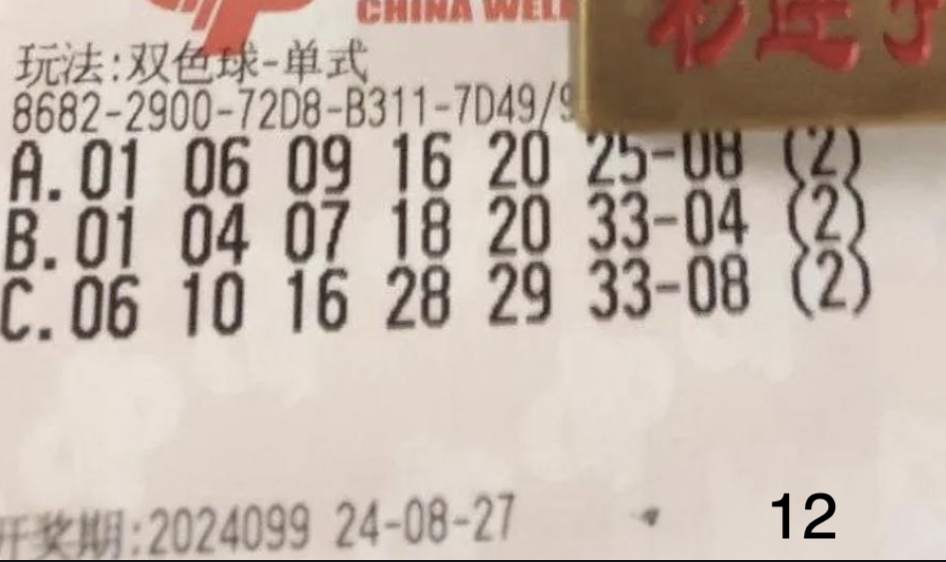 CHINA WEL
玩法:双色球-单式
8682-2900-72D8-B311-7D49/9
A.01 06 09 16 20 25-08 (2)
B.01 04 07 18 20 33-04 (2)
C.06 10 16 28 29 33-08 (2)
开奖期:2024099 24-08-27
12